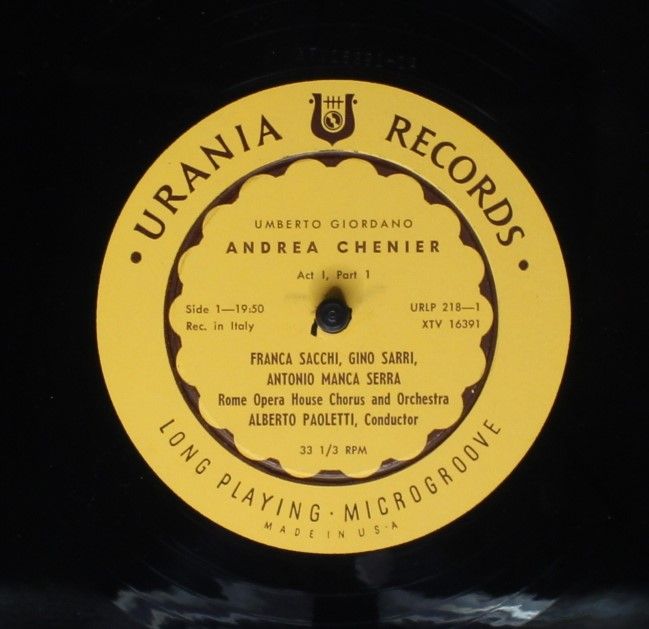 URANIA RECORDS
UMBERTO GIORDANO
ANDREA CHENIER
Act I, Part 1
Side 1—19:50 URLP 218—1
Rec. in Italy XTV 16391
FRANCA SACCHI, GINO SARRI,
ANTONIO MANCA SERRA
Rome Opera House Chorus and Orchestra
ALBERTO PAOLETTI, Conductor
33 1/3 RPM
LONG PLAYING · MICROGROOVE
MADE IN U·S·A